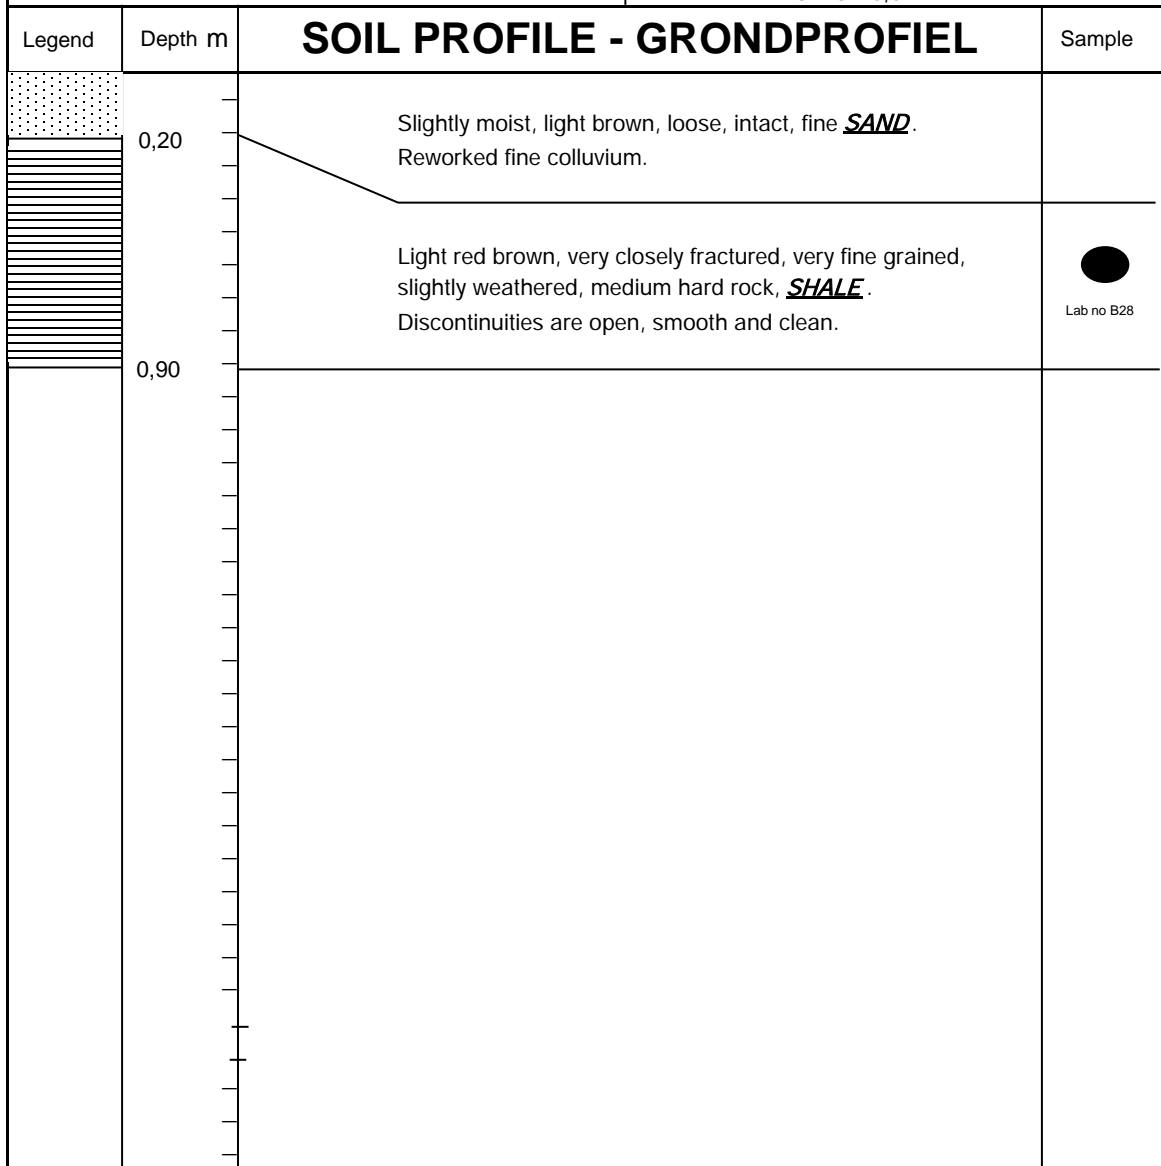 Legend Depth m SOIL PROFILE - GRONDPROFIEL Sample
Slightly moist, light brown, loose, intact, fine SAND.
0,20
Reworked fine colluvium.
Light red brown, very closely fractured, very fine grained,
slightly weathered, medium hard rock, SHALE.
Lab no B28
Discontinuities are open, smooth and clean.
0,90